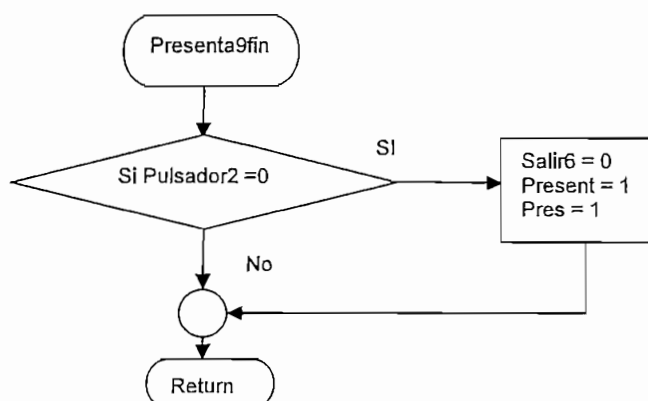 Presenta9fin
Si Pulsador2 =0
SI
Salir6 = 0
Present = 1
Pres = 1
No
Return